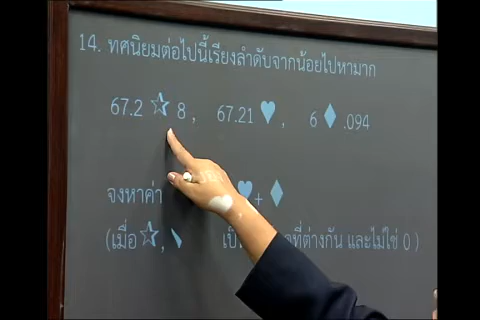 14. ทศนิยมต่อไปนี้เรียงลำดับจากน้อยไปหามาก
67.2 ☆ 8 , 67.21 ♥ , 6 ♦ .094
จงหาค่า ♥ + ♦
(เมื่อ ☆, ที่ต่างกัน และไม่ใช่ 0 )